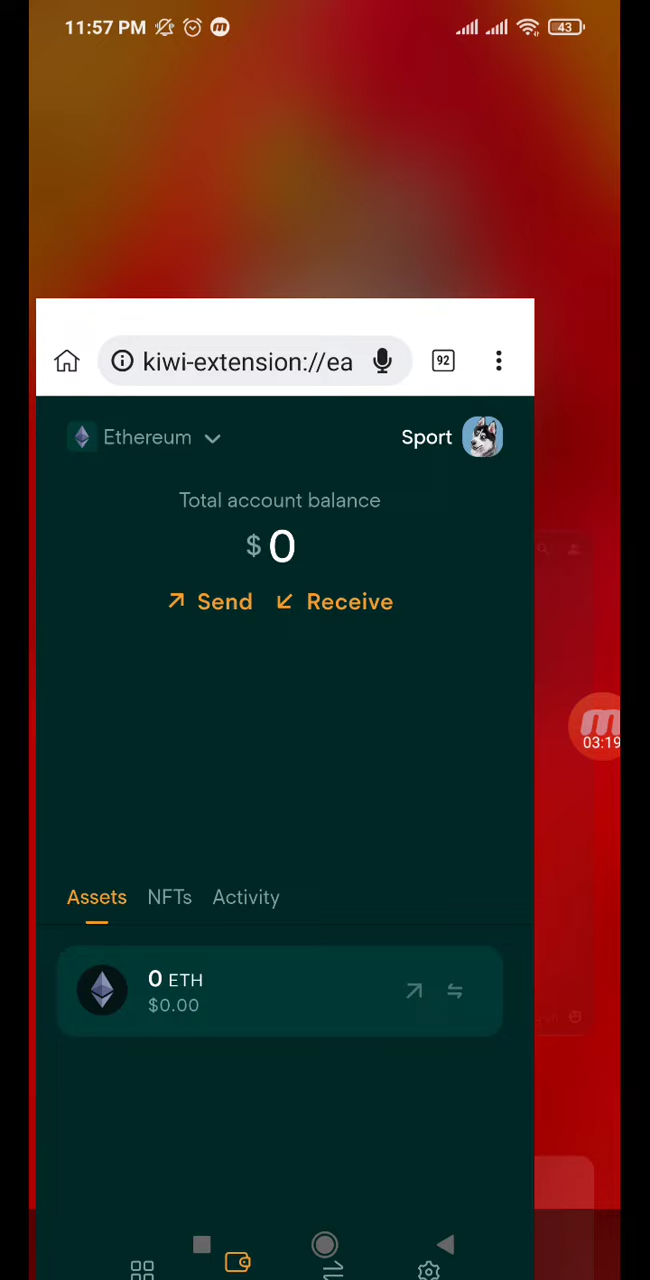 11:57 PM
43
kiwi-extension://ea
92
Ethereum
Sport
Total account balance
$ 0
Send
Receive
Assets
NFTs
Activity
0 ETH
$0.00
03:19